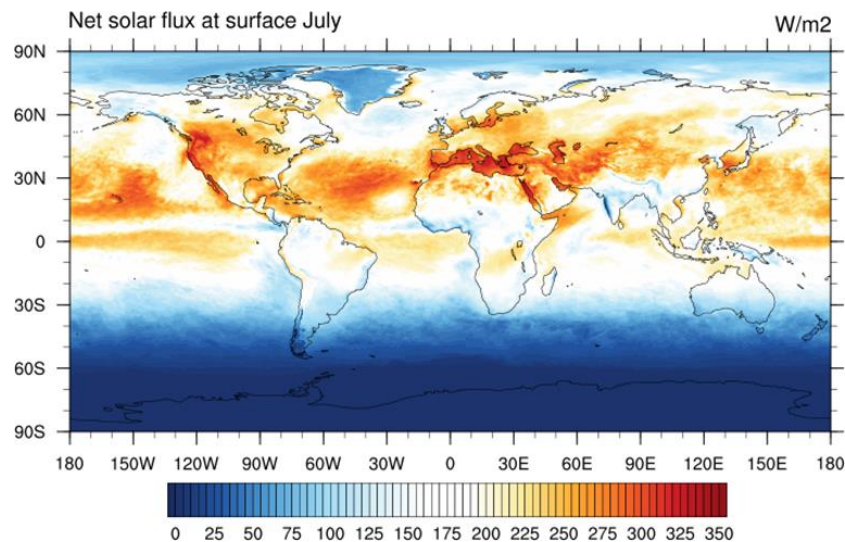 Net solar flux at surface July W/m2
90N
60N
30N
0
30S
60S
90S
180 150W 120W 90W 60W 30W 0 30E 60E 90E 120E 150E 180
0 25 50 75 100 125 150 175 200 225 250 275 300 325 350